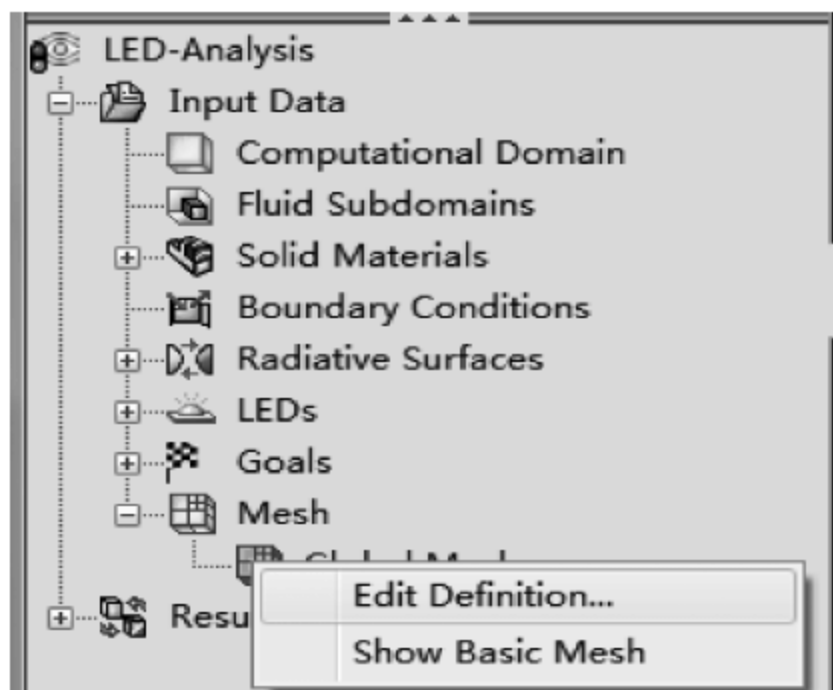 LED-Analysis
Input Data
Computational Domain
Fluid Subdomains
Solid Materials
Boundary Conditions
Radiative Surfaces
LEDs
Goals
Mesh
Edit Definition...
Resu
Show Basic Mesh